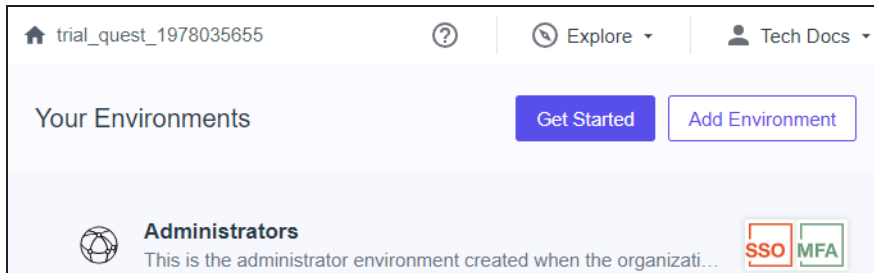 trial_quest_1978035655 Explore Tech Docs
Your Environments Get Started Add Environment
Administrators
This is the administrator environment created when the organizati...
SSO MFA